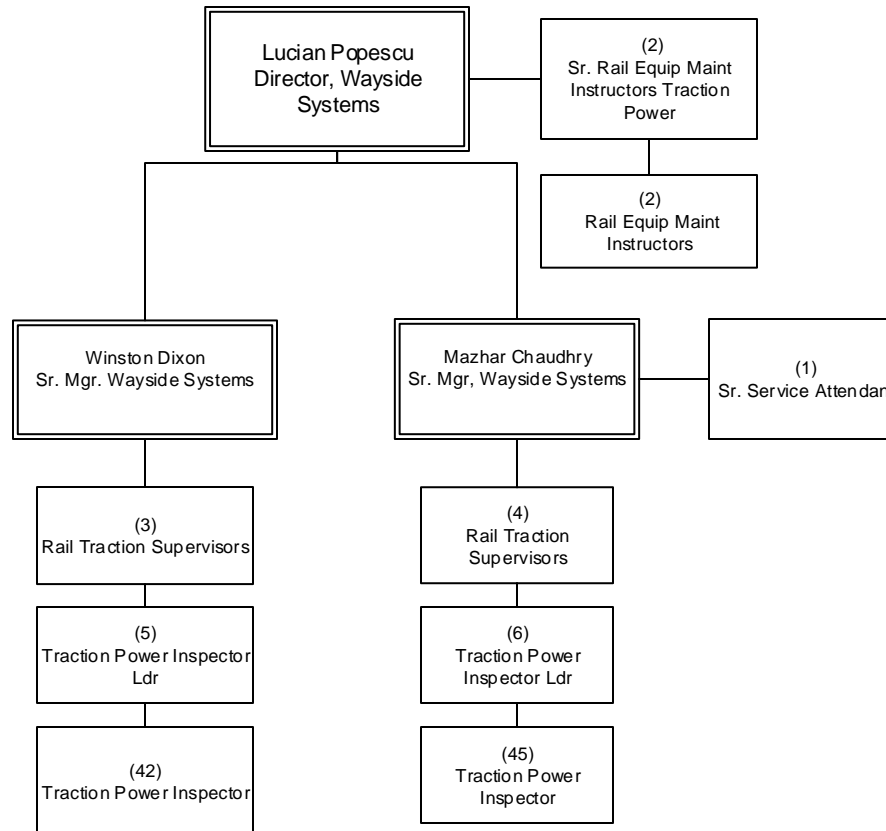 Lucian Popescu
Director, Wayside
Systems
(2)
Sr. Rail Equip Maint
Instructors Traction
Power
(2)
Rail Equip Maint
Instructors
Winston Dixon
Sr. Mgr. Wayside Systems
Mazhar Chaudhry
Sr. Mgr, Wayside Systems
(1)
Sr. Service Attendan
(3)
Rail Traction Supervisors
(4)
Rail Traction
Supervisors
(5)
Traction Power Inspector
Ldr
(6)
Traction Power
Inspector Ldr
(42)
Traction Power Inspector
(45)
Traction Power
Inspector